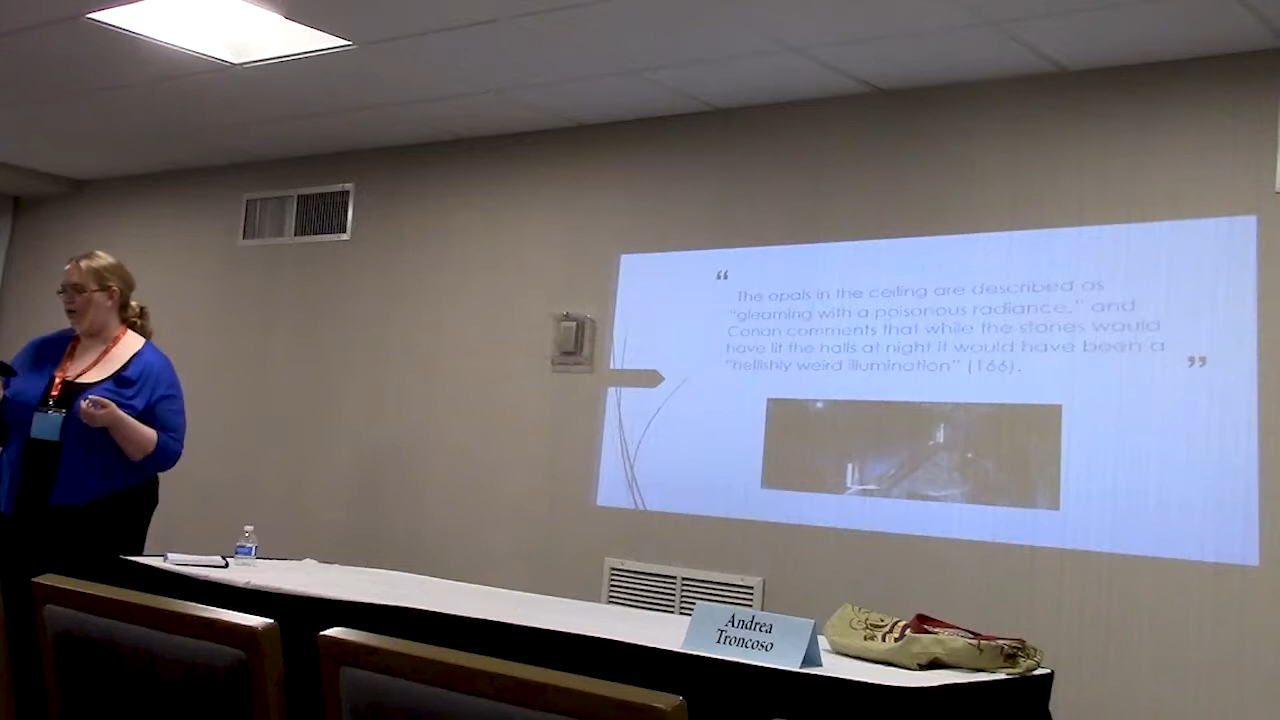 “
The opals in the ceiling are described as
“gleaming with a poisonous radiance,” and
Conan comments that while the stones would
have lit the halls at night it would have been a
“hellishly weird illumination” (166).
”
Andrea
Troncoso